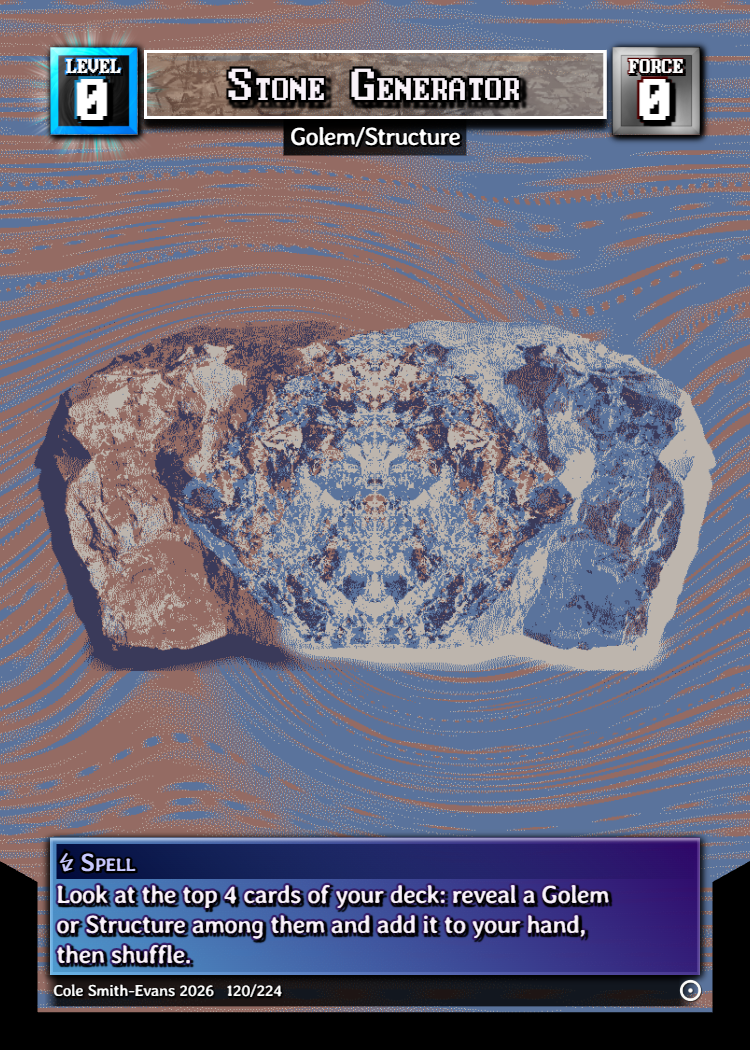 LEVEL
0
Stone Generator
FORCE
0
Golem/Structure
Spell
Look at the top 4 cards of your deck: reveal a Golem
or Structure among them and add it to your hand,
then shuffle.
Cole Smith-Evans 2026 120/224